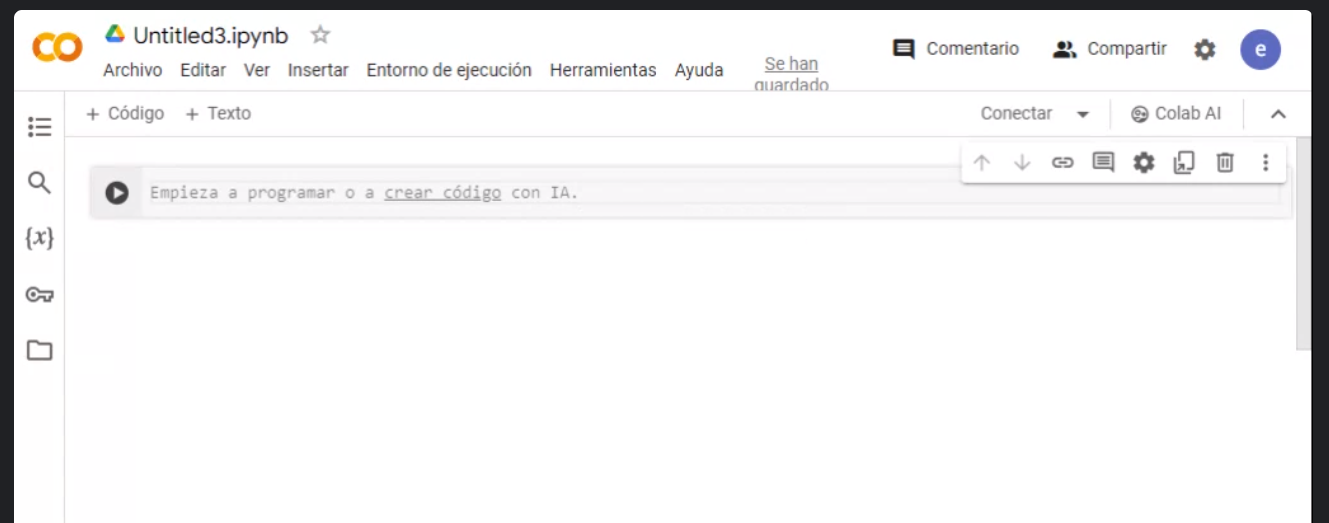 Untitled3.ipynb
Archivo Editar Ver Insertar Entorno de ejecución Herramientas Ayuda
Se han guardado
Comentario
Compartir
e
+ Código + Texto
Conectar
Colab AI
{x}
Empieza a programar o a crear código con IA.